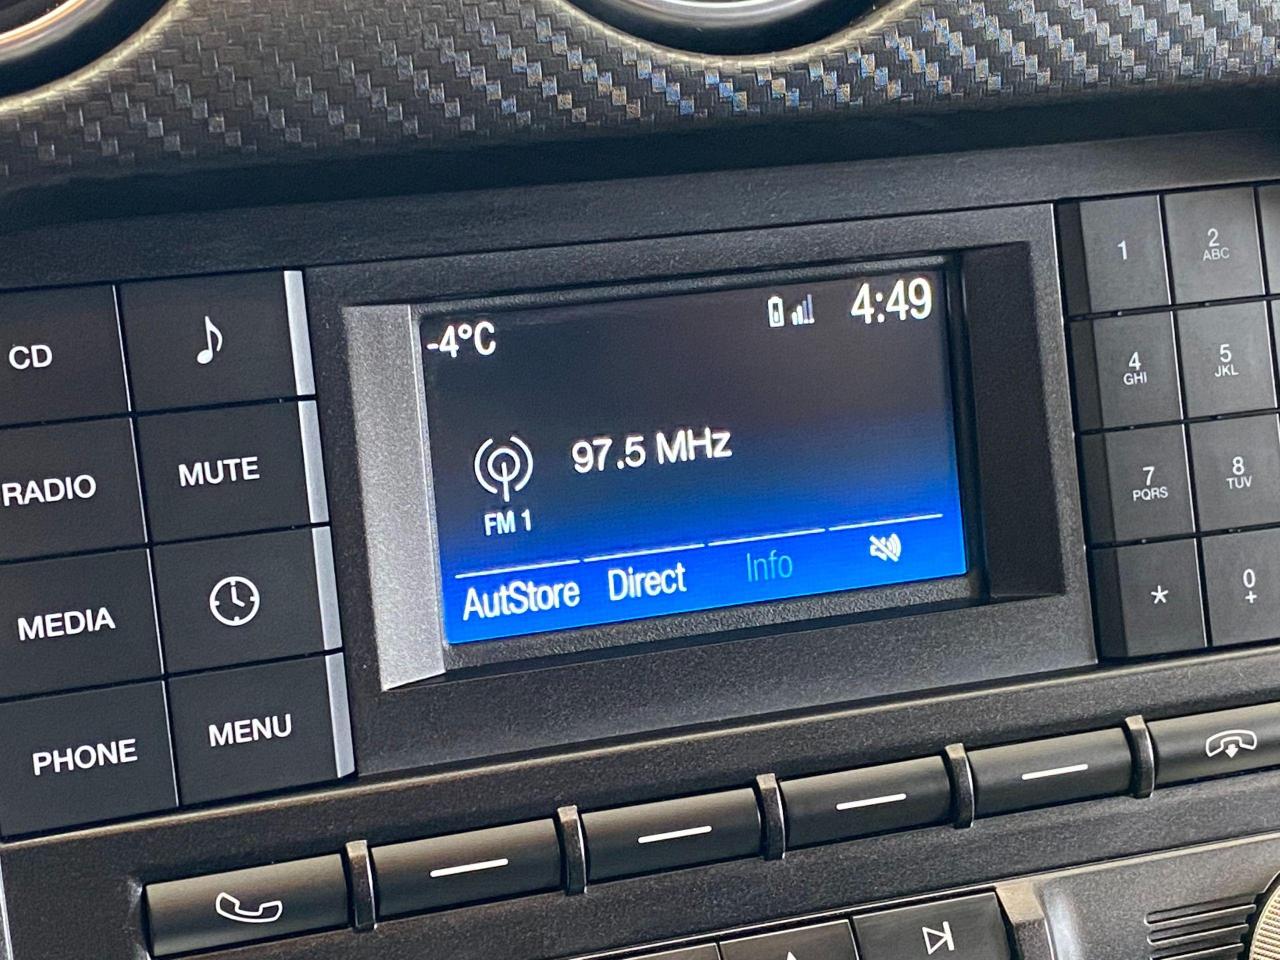 -4°C
4:49
97.5 MHz
FM 1
AutStore Direct Info
CD
RADIO
MUTE
MEDIA
PHONE
MENU
1
2
ABC
4
GHI
5
JKL
7
PQRS
8
TUV
*
0
+